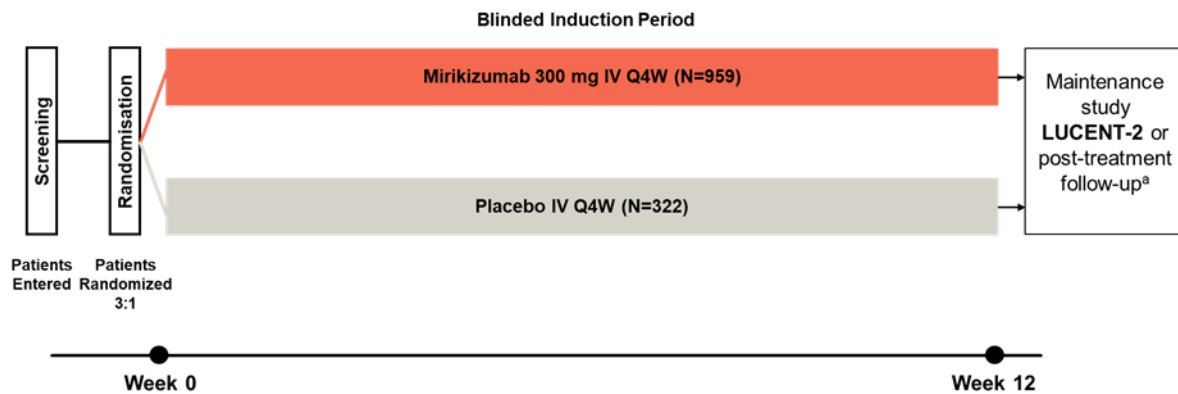 Blinded Induction Period
Screening
Randomisation
Mirikizumab 300 mg IV Q4W (N=959)
Placebo IV Q4W (N=322)
Maintenance
study
LUCENT-2 or
post-treatment
follow-upᵃ
Patients
Entered
Patients
Randomized
3:1
Week 0
Week 12